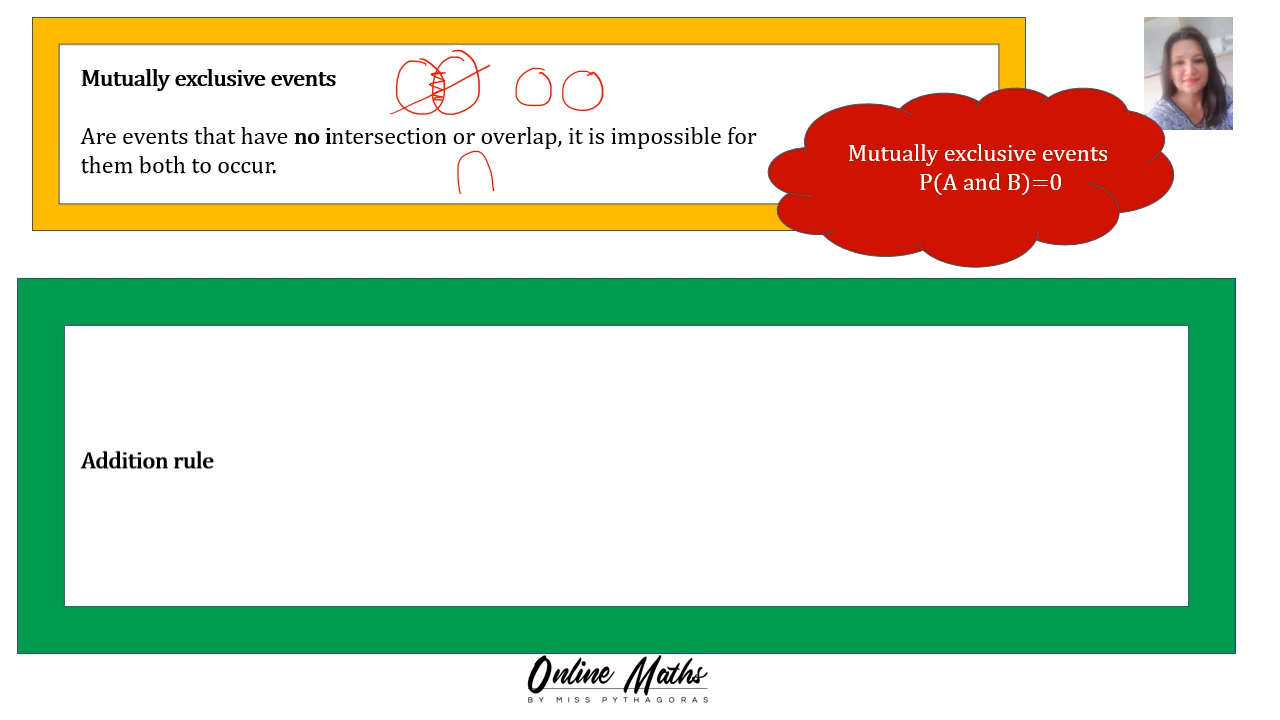 Mutually exclusive events
Are events that have no intersection or overlap, it is impossible for
them both to occur.
Mutually exclusive events
P(A and B)=0
Addition rule
Online Maths
BY MISS PYTHAGORAS